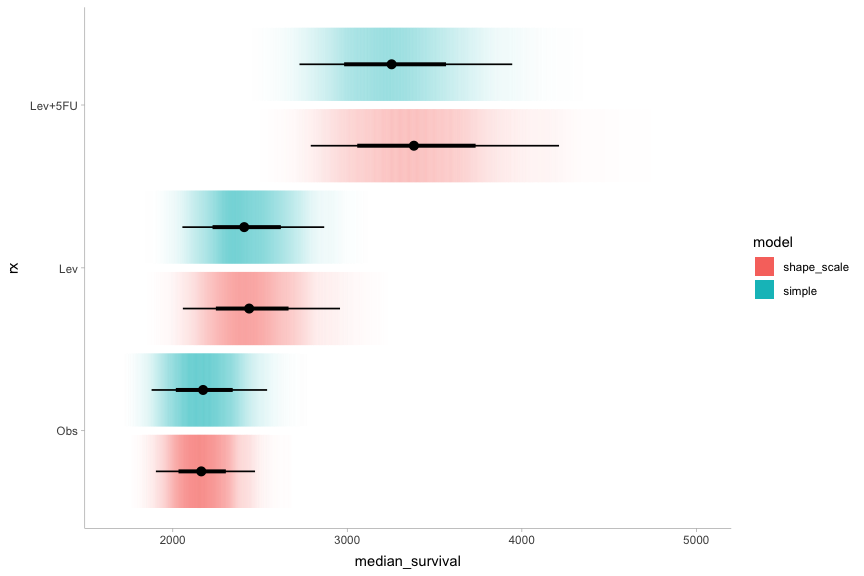 Lev+5FU
Lev
Obs
rx
2000
3000
4000
5000
median_survival
model
shape_scale
simple